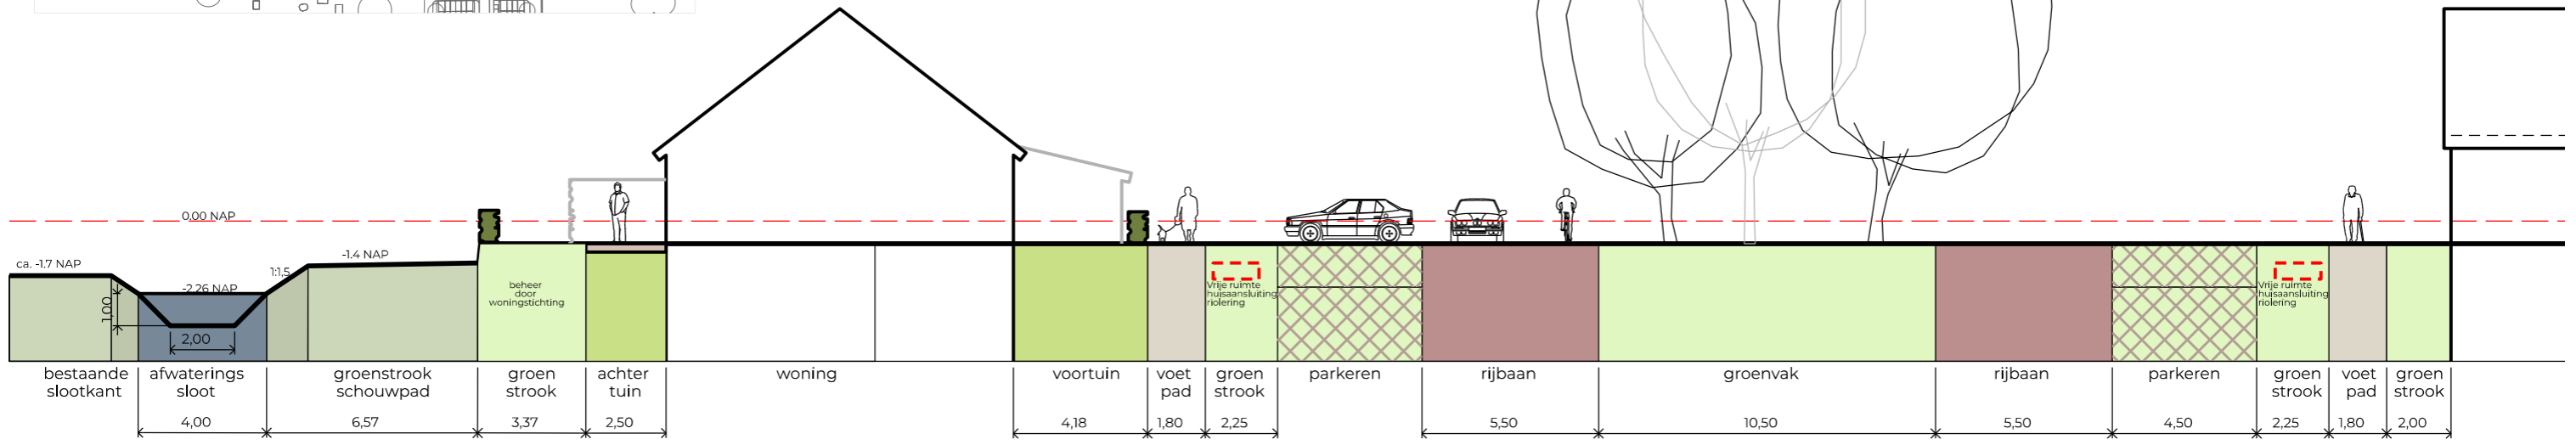 0,00 NAP
ca. -1.7 NAP
1:1,5
-1.4 NAP
-2,26 NAP
1,00
2,00
beheer
door
woningstichting
Vrije ruimte
huisaansluiting
riolering
Vrije ruimte
huisaansluiting
riolering
bestaande
slootkant
afwaterings
sloot
groenstrook
schouwpad
groen
strook
achter
tuin
woning
voortuin
voet
pad
groen
strook
parkeren
rijbaan
groenvak
rijbaan
parkeren
groen
strook
voet
pad
groen
strook
4,00
6,57
3,37
2,50
4,18
1,80
2,25
5,50
10,50
5,50
4,50
2,25
1,80
2,00